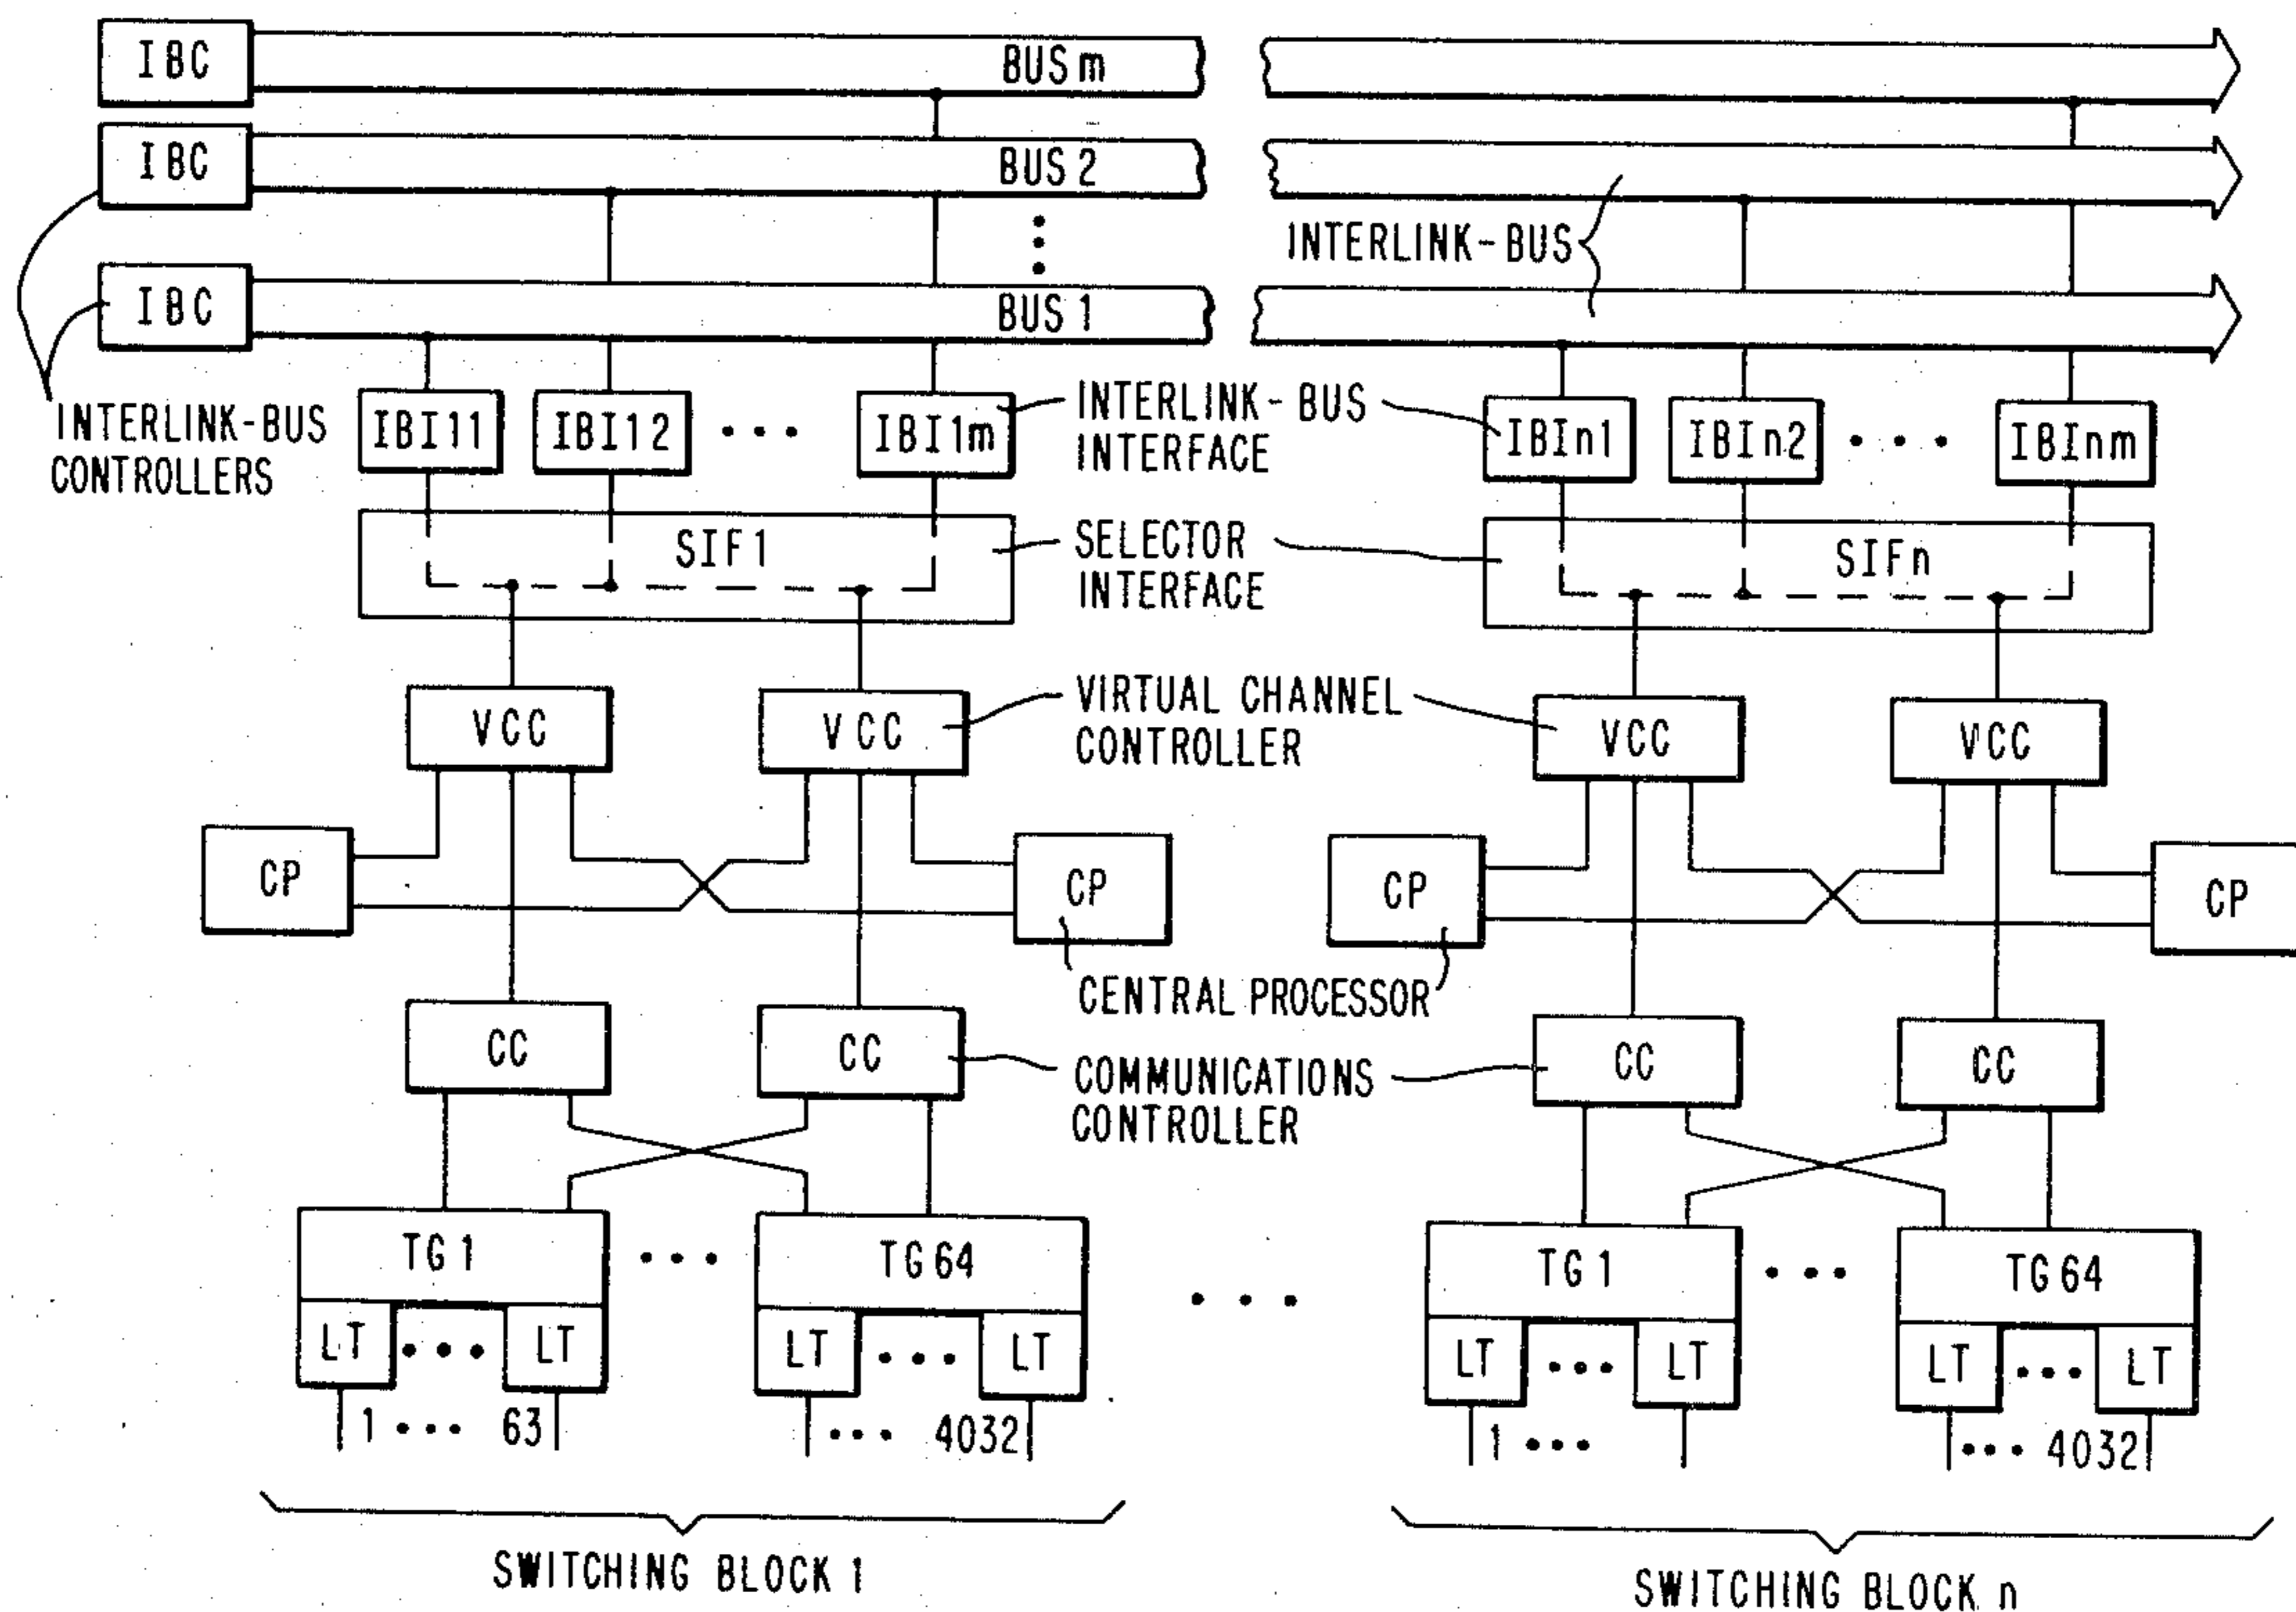 IBC
BUS m
IBC
BUS 2
INTERLINK-BUS
IBC
BUS 1
INTERLINK-BUS
CONTROLLERS
IBI11
IBI12
• • •
IBI1m
INTERLINK-BUS
INTERFACE
IBIn1
IBIn2
• • •
IBInm
SIF1
SELECTOR
INTERFACE
SIFn
VCC
VCC
VIRTUAL CHANNEL
CONTROLLER
VCC
VCC
CP
CP
CENTRAL PROCESSOR
CP
CP
CC
CC
COMMUNICATIONS
CONTROLLER
CC
CC
TG 1
• • •
TG 64
• • •
TG 1
• • •
TG 64
LT • • • LT
LT • • • LT
LT • • • LT
LT • • • LT
1 • • • 63
• • • 4032
1 • • •
• • • 4032
SWITCHING BLOCK 1
SWITCHING BLOCK n